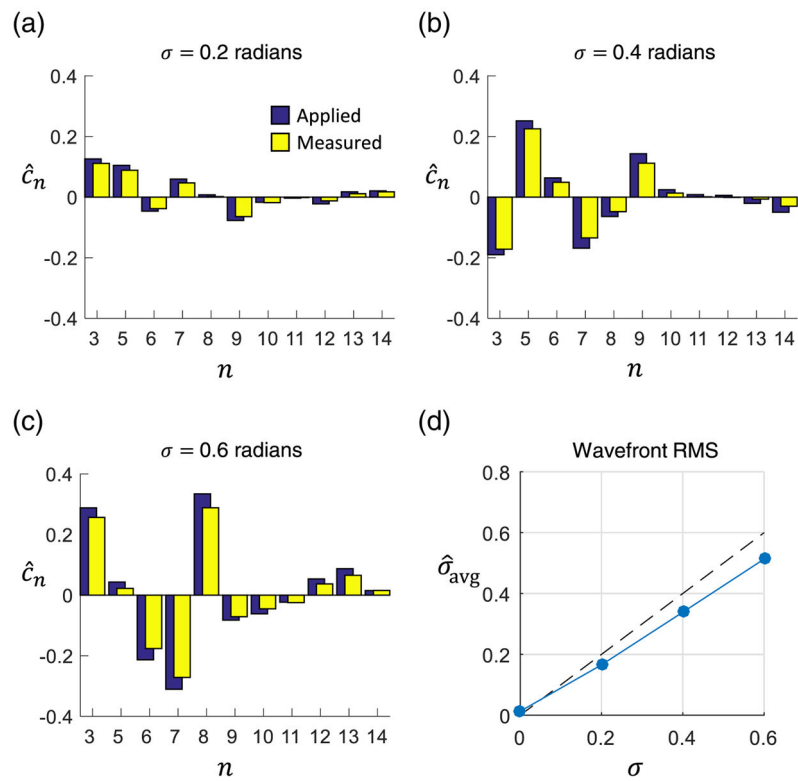 (a)
σ = 0.2 radians
0.4
0.2
0
-0.2
-0.4
ĉn
Applied
Measured
3 5 6 7 8 9 10 11 12 13 14
n
(b)
σ = 0.4 radians
0.4
0.2
0
-0.2
-0.4
ĉn
3 5 6 7 8 9 10 11 12 13 14
n
(c)
σ = 0.6 radians
0.4
0.2
0
-0.2
-0.4
ĉn
3 5 6 7 8 9 10 11 12 13 14
n
(d)
Wavefront RMS
0.8
0.6
0.4
0.2
0
σ̂avg
0 0.2 0.4 0.6
σ